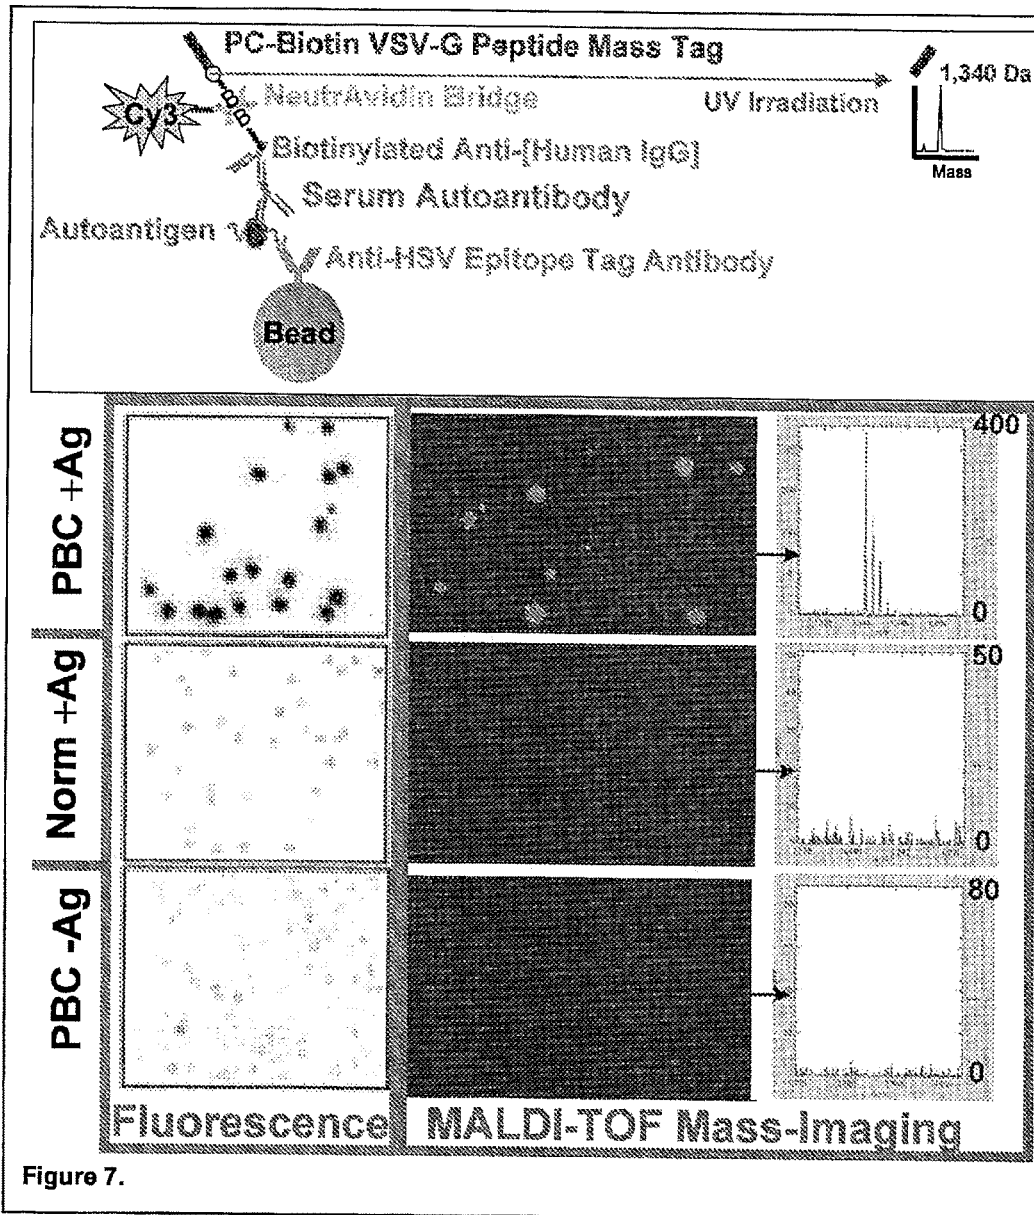 PC-Biotin VSV-G Peptide Mass Tag
1,340 Da
Cy3
BB
NeutrAvidin Bridge
UV Irradiation
Biotinylated Anti-[Human IgG]
Mass
Serum Autoantibody
Autoantigen
Anti-HSV Epitope Tag Antibody
Bead
PBC +Ag
400
0
Norm +Ag
50
0
PBC -Ag
80
0
Fluorescence
MALDI-TOF Mass-Imaging
Figure 7.